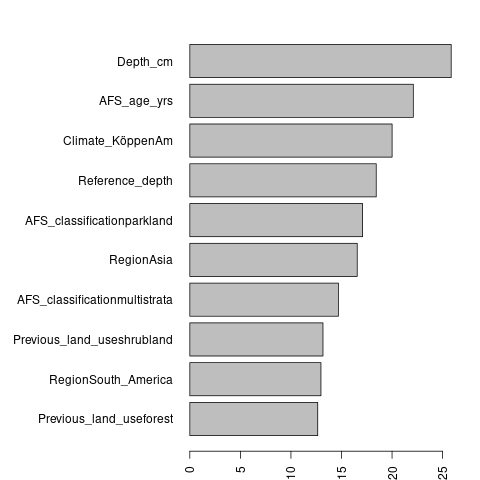 Depth_cm
AFS_age_yrs
Climate_KöppenAm
Reference_depth
AFS_classificationparkland
RegionAsia
AFS_classificationmultistrata
Previous_land_useshrubland
RegionSouth_America
Previous_land_useforest
0 5 10 15 20 25